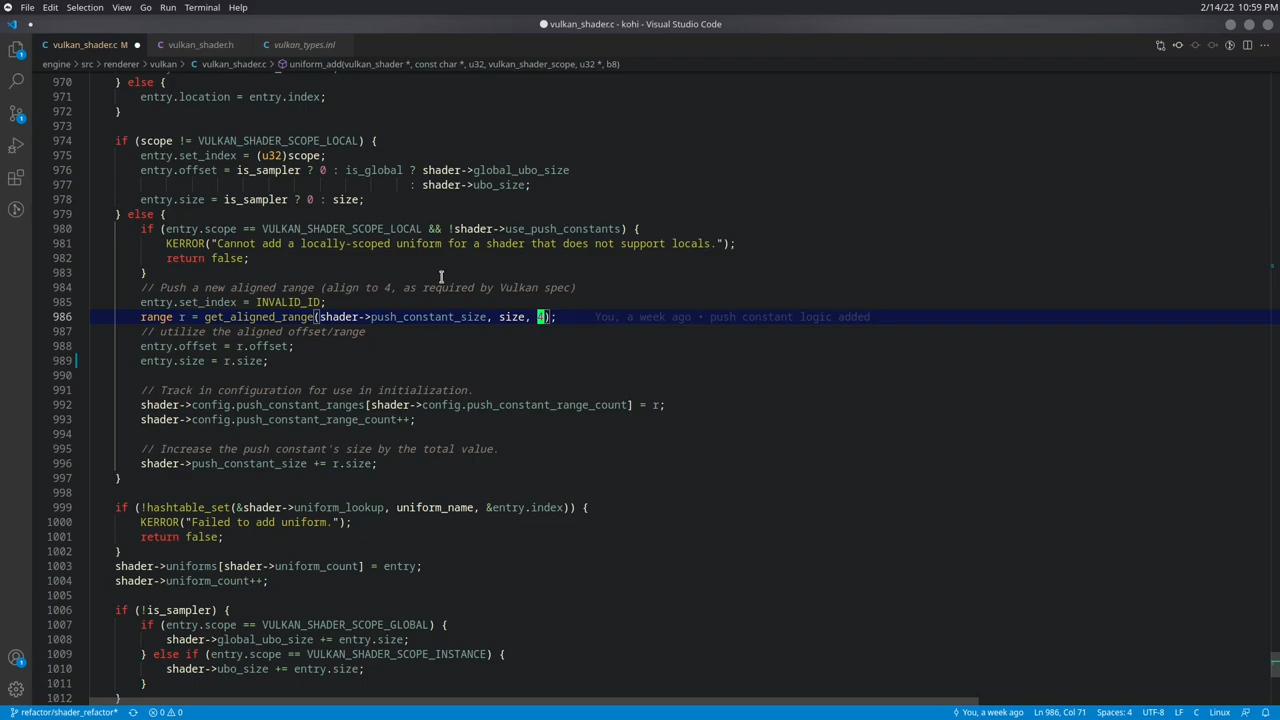 File Edit Selection View Go Run Terminal Help
2/14/22 10:59 PM
vulkan_shader.c - kohi - Visual Studio Code
C vulkan_shader.c M
C vulkan_shader.h
C vulkan_types.inl
engine > src > renderer > vulkan > C vulkan_shader.c > uniform_add(vulkan_shader *, const char *, u32, vulkan_shader_scope, u32 *, b8)
970 } else {
971 entry.location = entry.index;
972 }
973
974 if (scope != VULKAN_SHADER_SCOPE_LOCAL) {
975 entry.set_index = (u32)scope;
976 entry.offset = is_sampler ? 0 : is_global ? shader->global_ubo_size
977 : shader->ubo_size;
978 entry.size = is_sampler ? 0 : size;
979 } else {
980 if (entry.scope == VULKAN_SHADER_SCOPE_LOCAL && !shader->use_push_constants) {
981 KERROR("Cannot add a locally-scoped uniform for a shader that does not support locals.");
982 return false;
983 }
984 // Push a new aligned range (align to 4, as required by Vulkan spec)
985 entry.set_index = INVALID_ID;
986 range r = get_aligned_range(shader->push_constant_size, size, 4); You, a week ago • push constant logic added
987 // utilize the aligned offset/range
988 entry.offset = r.offset;
989 entry.size = r.size;
990
991 // Track in configuration for use in initialization.
992 shader->config.push_constant_ranges[shader->config.push_constant_range_count] = r;
993 shader->config.push_constant_range_count++;
994
995 // Increase the push constant's size by the total value.
996 shader->push_constant_size += r.size;
997 }
998
999 if (!hashtable_set(&shader->uniform_lookup, uniform_name, &entry.index)) {
1000 KERROR("Failed to add uniform.");
1001 return false;
1002 }
1003 shader->uniforms[shader->uniform_count] = entry;
1004 shader->uniform_count++;
1005
1006 if (!is_sampler) {
1007 if (entry.scope == VULKAN_SHADER_SCOPE_GLOBAL) {
1008 shader->global_ubo_size += entry.size;
1009 } else if (entry.scope == VULKAN_SHADER_SCOPE_INSTANCE) {
1010 shader->ubo_size += entry.size;
1011 }
1012 }
refactor/shader_refactor* 0 0 You, a week ago Ln 986, Col 71 Spaces: 4 UTF-8 LF C Linux